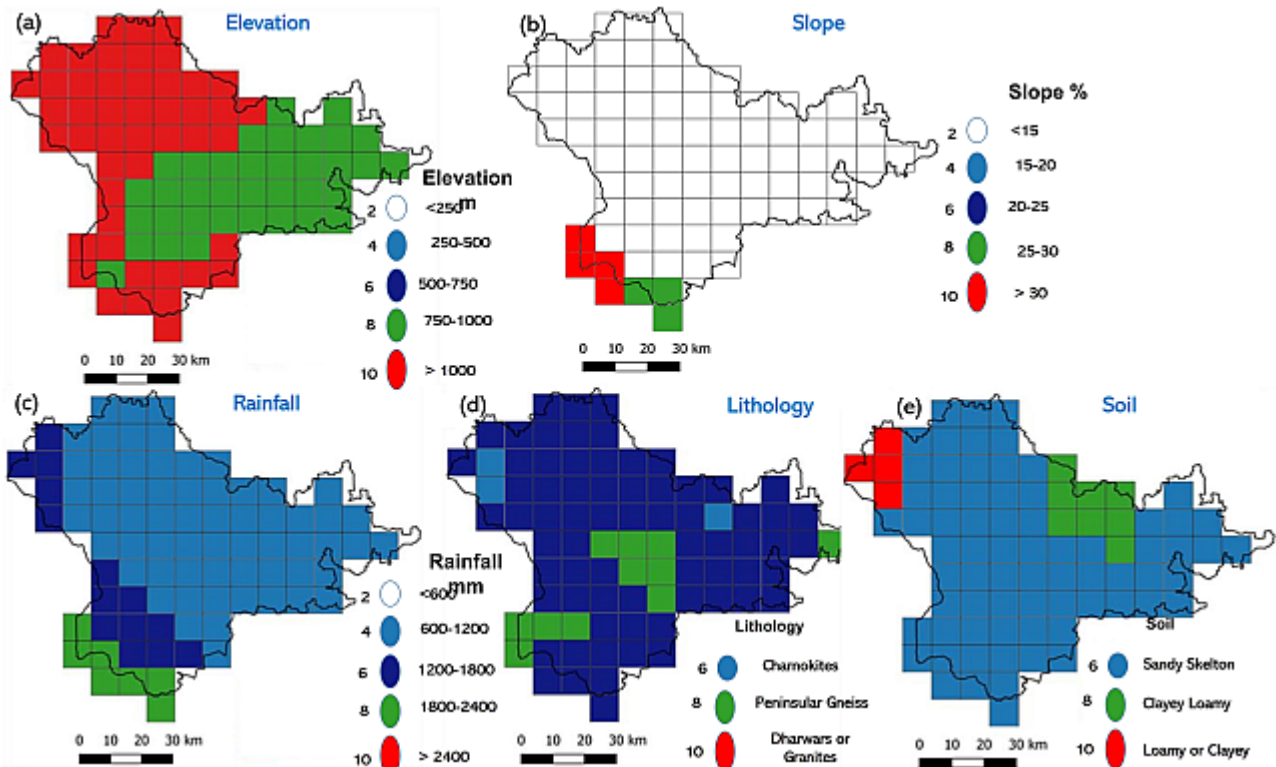 (a) Elevation
Elevation
m
2 <250
4 250-500
6 500-750
8 750-1000
10 > 1000
0 10 20 30 km
(b) Slope
Slope %
2 <15
4 15-20
6 20-25
8 25-30
10 > 30
0 10 20 30 km
(c) Rainfall
Rainfall
mm
2 <600
4 600-1200
6 1200-1800
8 1800-2400
10 > 2400
0 10 20 30 km
(d) Lithology
Lithology
6 Charnokites
8 Peninsular Gneiss
10 Dharwars or
Granites
0 10 20 30 km
(e) Soil
Soil
6 Sandy Skelton
8 Clayey Loamy
10 Loamy or Clayey
0 10 20 30 km